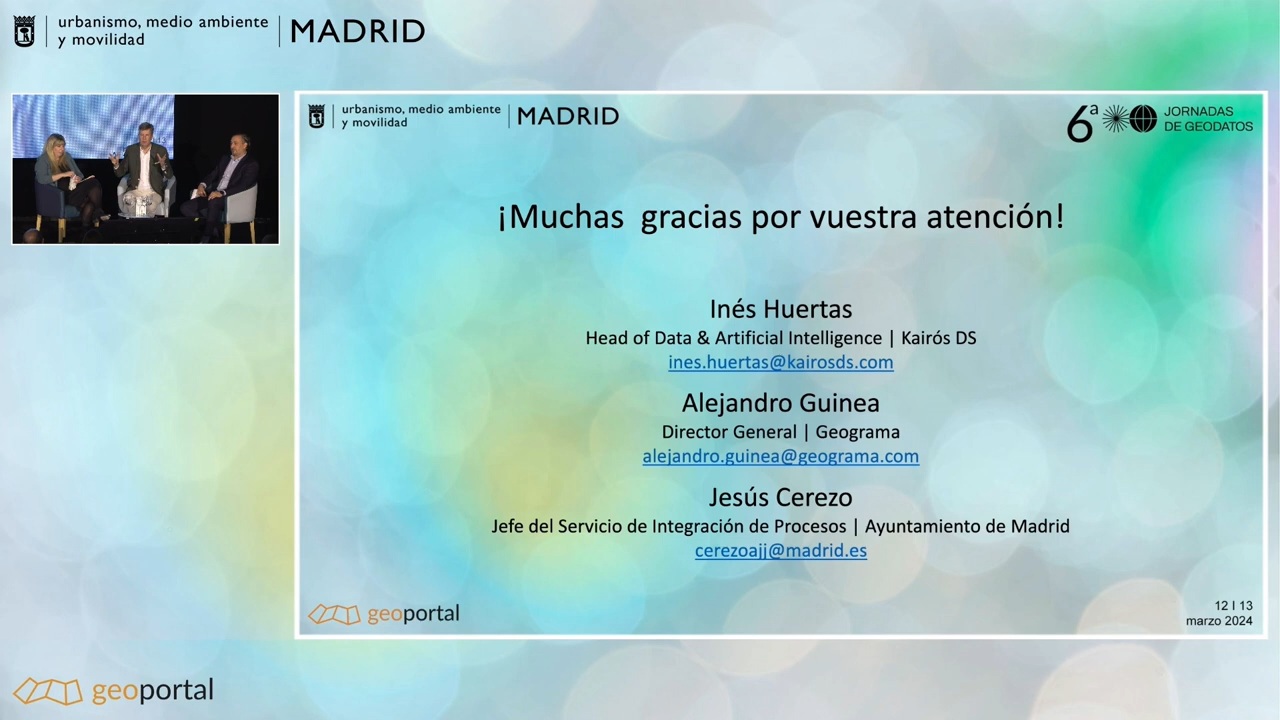 urbanismo, medio ambiente
y movilidad
MADRID
urbanismo, medio ambiente
y movilidad
MADRID
6ª
JORNADAS
DE GEODATOS
¡Muchas  gracias por vuestra atención!
Inés Huertas
Head of Data & Artificial Intelligence | Kairós DS
ines.huertas@kairosds.com
Alejandro Guinea
Director General | Geograma
alejandro.guinea@geograma.com
Jesús Cerezo
Jefe del Servicio de Integración de Procesos | Ayuntamiento de Madrid
cerezoajj@madrid.es
geoportal
12 I 13
marzo 2024
geoportal